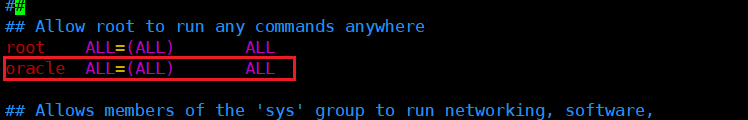 ##
## Allow root to run any commands anywhere
root    ALL=(ALL)       ALL
oracle  ALL=(ALL)       ALL
## Allows members of the 'sys' group to run networking, software,